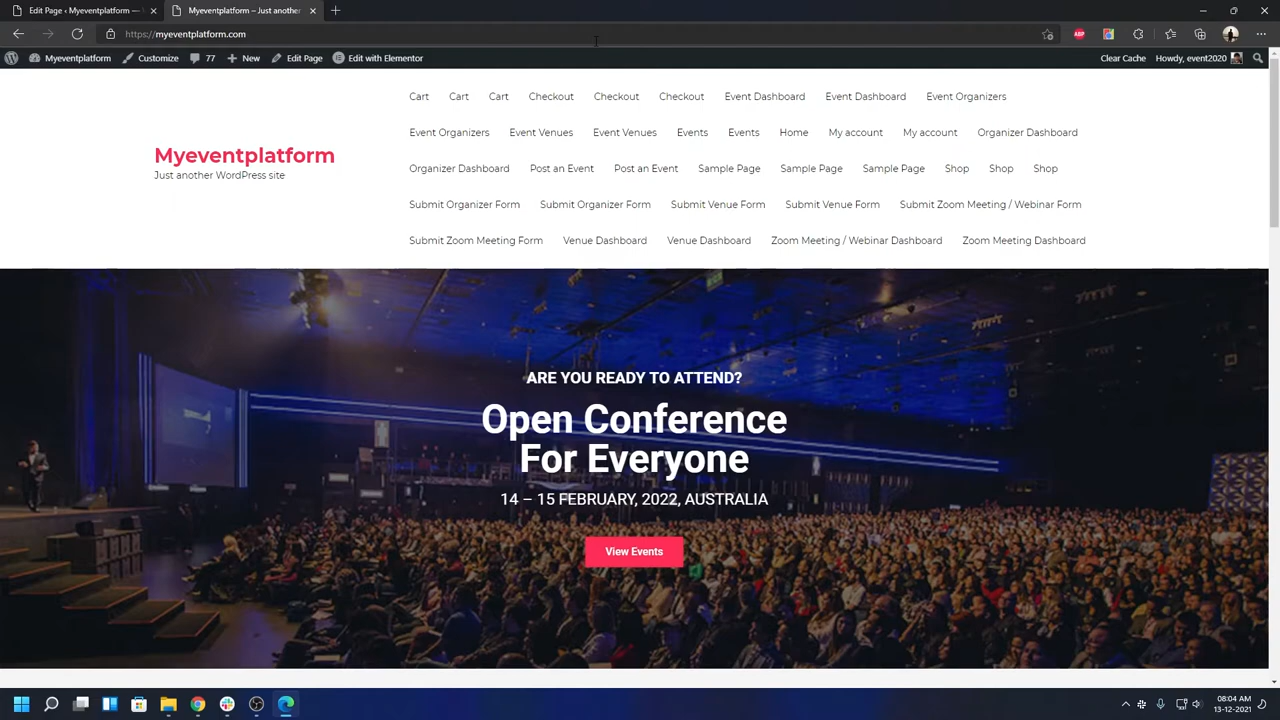 Edit Page ‹ Myeventplatform —
Myeventplatform – Just another
https://myeventplatform.com
ABP
Myeventplatform
Customize
77
New
Edit Page
Edit with Elementor
Clear Cache
Howdy, event2020
Cart Cart Cart Checkout Checkout Checkout Event Dashboard Event Dashboard Event Organizers
Event Organizers Event Venues Event Venues Events Events Home My account My account Organizer Dashboard
Myeventplatform
Just another WordPress site
Organizer Dashboard Post an Event Post an Event Sample Page Sample Page Sample Page Shop Shop Shop
Submit Organizer Form Submit Organizer Form Submit Venue Form Submit Venue Form Submit Zoom Meeting / Webinar Form
Submit Zoom Meeting Form Venue Dashboard Venue Dashboard Zoom Meeting / Webinar Dashboard Zoom Meeting Dashboard
ARE YOU READY TO ATTEND?
Open Conference
For Everyone
14 – 15 FEBRUARY, 2022, AUSTRALIA
View Events
08:04 AM
13-12-2021